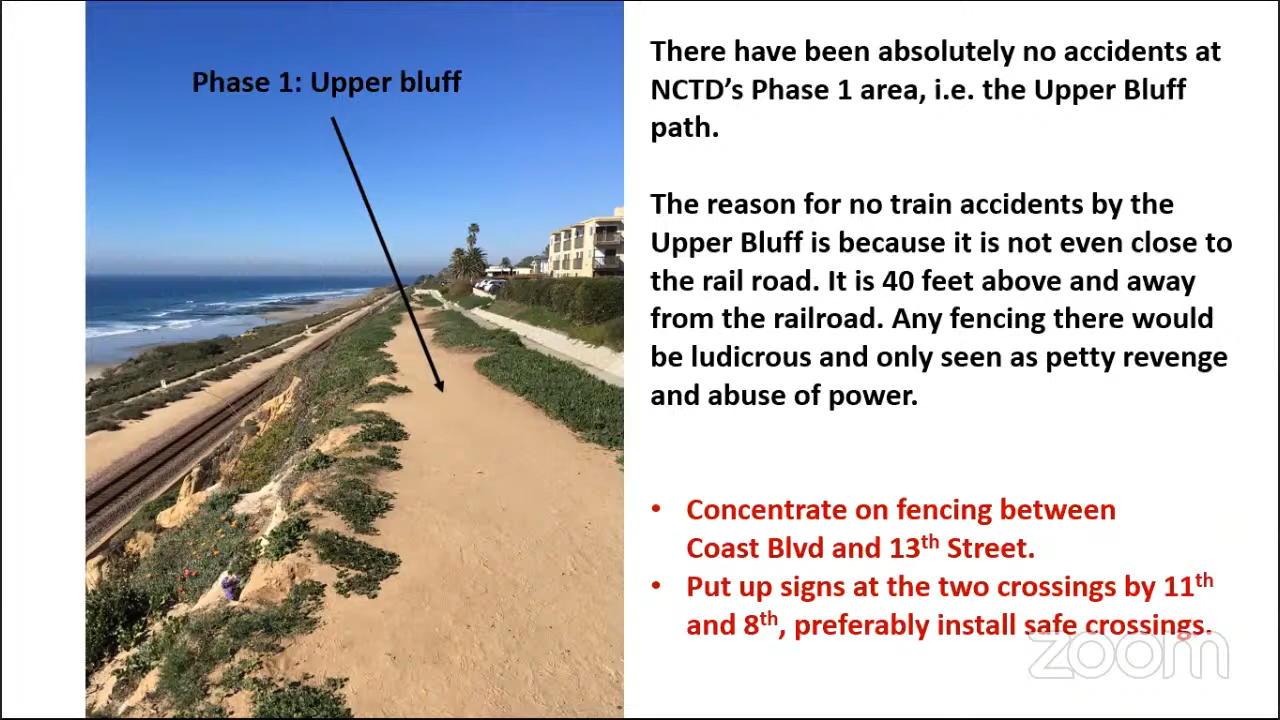 Phase 1: Upper bluff
There have been absolutely no accidents at
NCTD’s Phase 1 area, i.e. the Upper Bluff
path.
The reason for no train accidents by the
Upper Bluff is because it is not even close to
the rail road. It is 40 feet above and away
from the railroad. Any fencing there would
be ludicrous and only seen as petty revenge
and abuse of power.
• Concentrate on fencing between
Coast Blvd and 13th Street.
• Put up signs at the two crossings by 11th
and 8th, preferably install safe crossings.
zoom